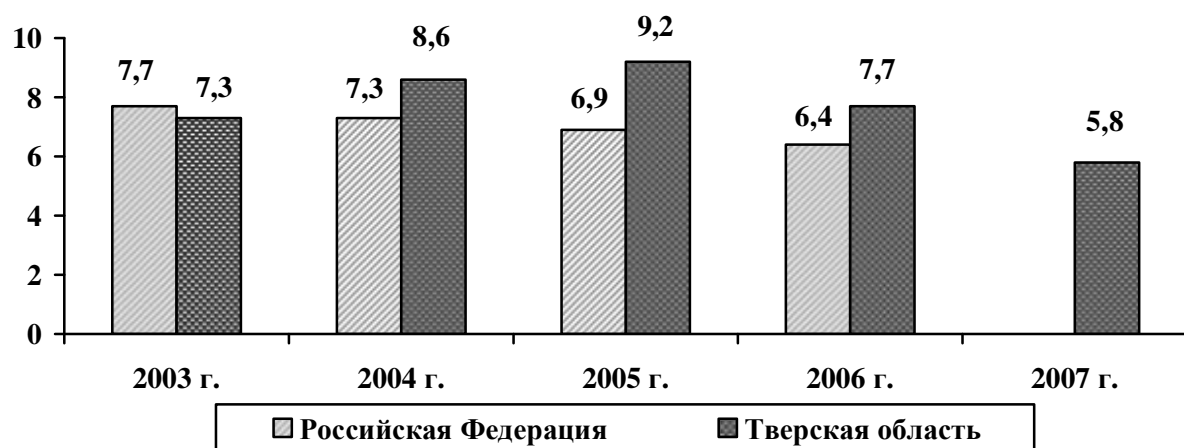 10
8
6
4
2
0
7,7
7,3
7,3
8,6
6,9
9,2
6,4
7,7
5,8
2003 г.
2004 г.
2005 г.
2006 г.
2007 г.
Российская Федерация
Тверская область